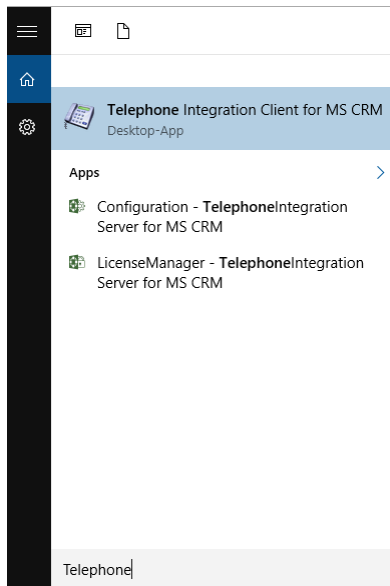 Telephone Integration Client for MS CRM
Desktop-App
Apps
Configuration - TelephoneIntegration
Server for MS CRM
LicenseManager - TelephoneIntegration
Server for MS CRM
Telephone